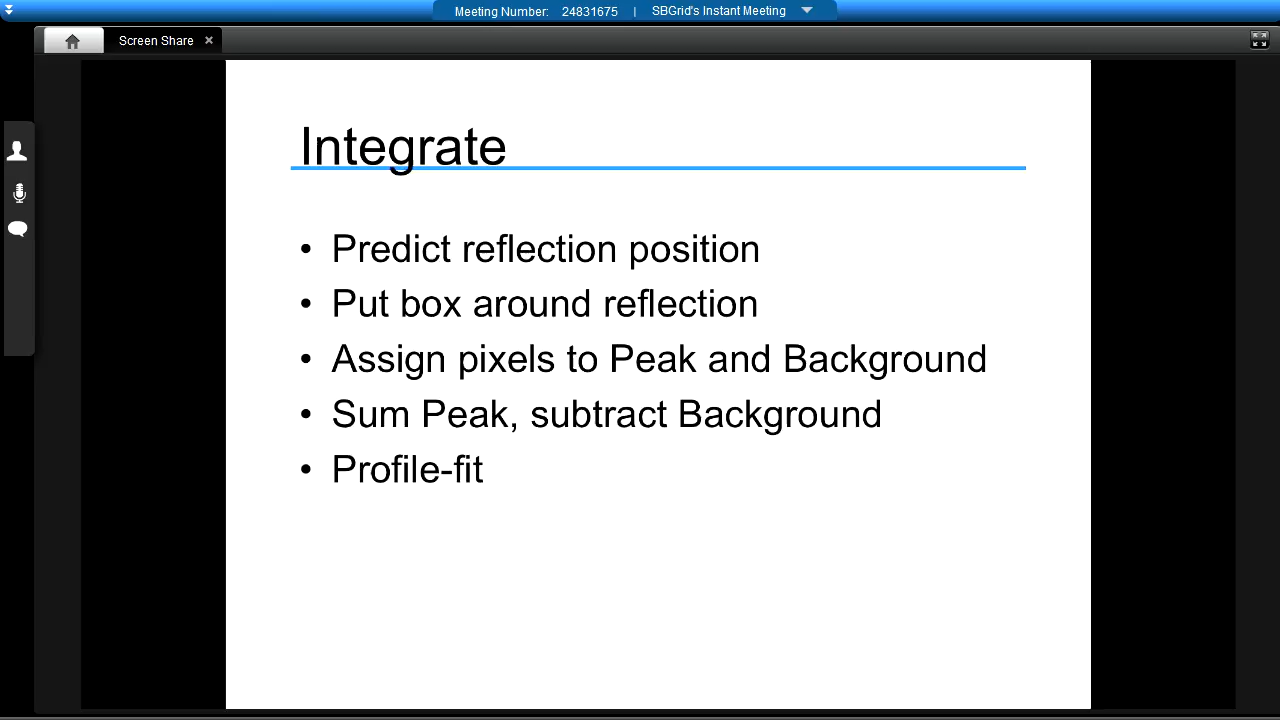 Meeting Number: 24831675 | SBGrid's Instant Meeting
Screen Share
Integrate
• Predict reflection position
• Put box around reflection
• Assign pixels to Peak and Background
• Sum Peak, subtract Background
• Profile-fit